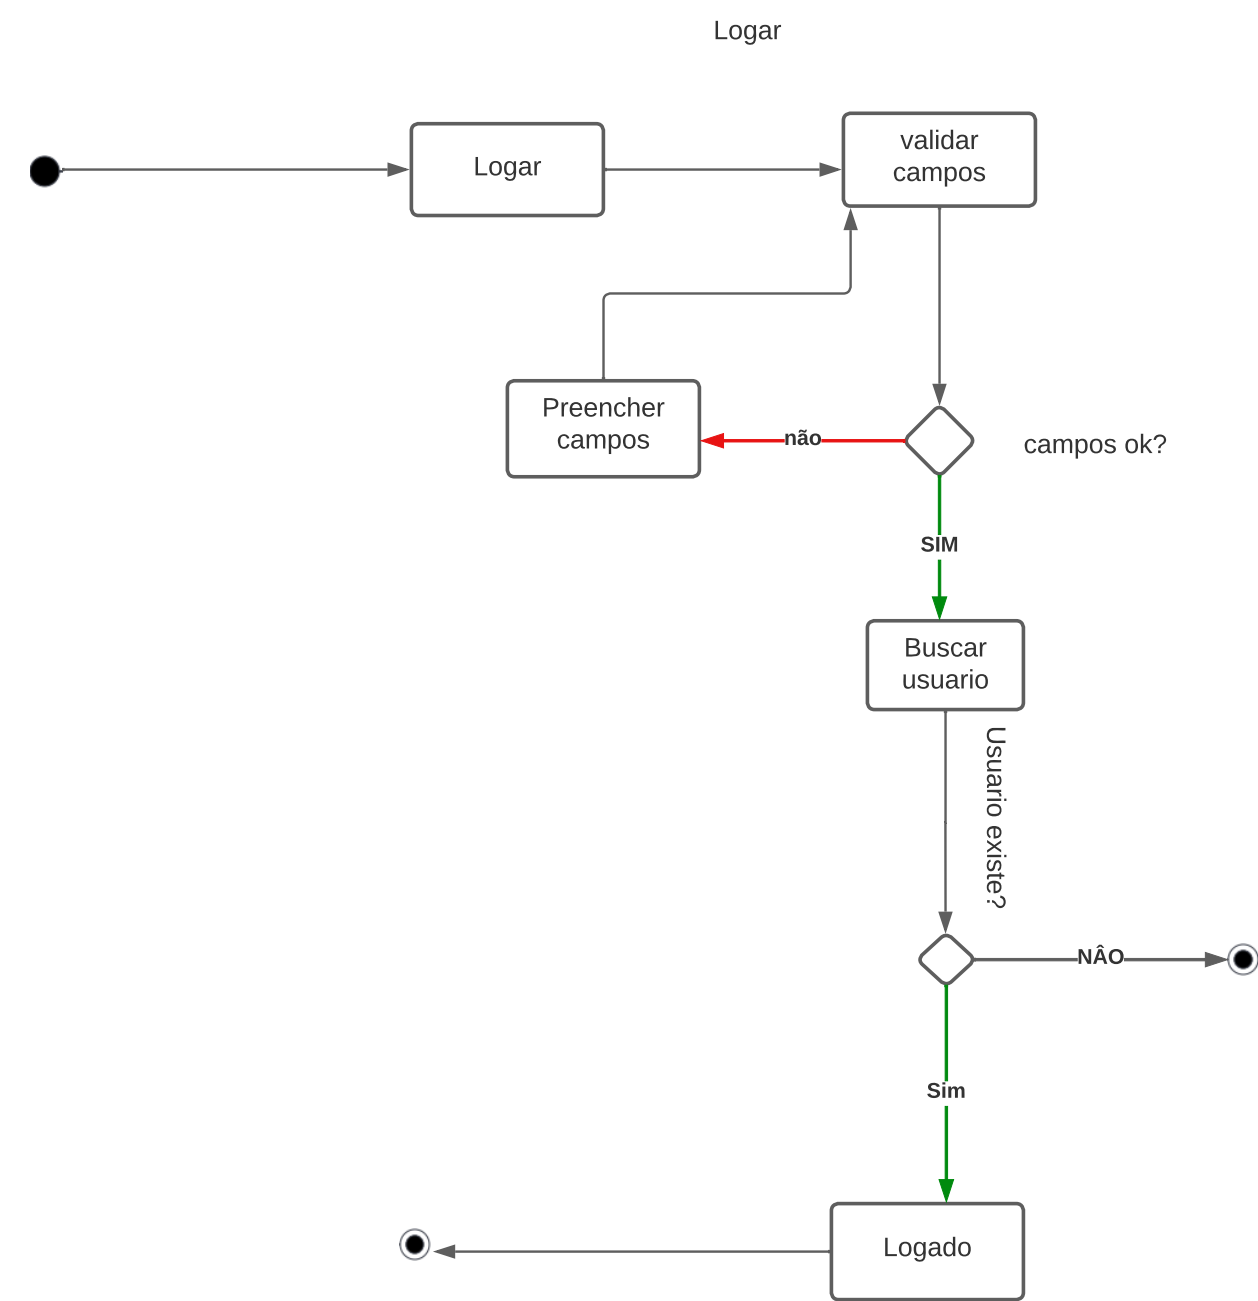 Logar
Logar
validar
campos
Preencher
campos
não
campos ok?
SIM
Buscar
usuario
Usuario existe?
NÂO
Sim
Logado